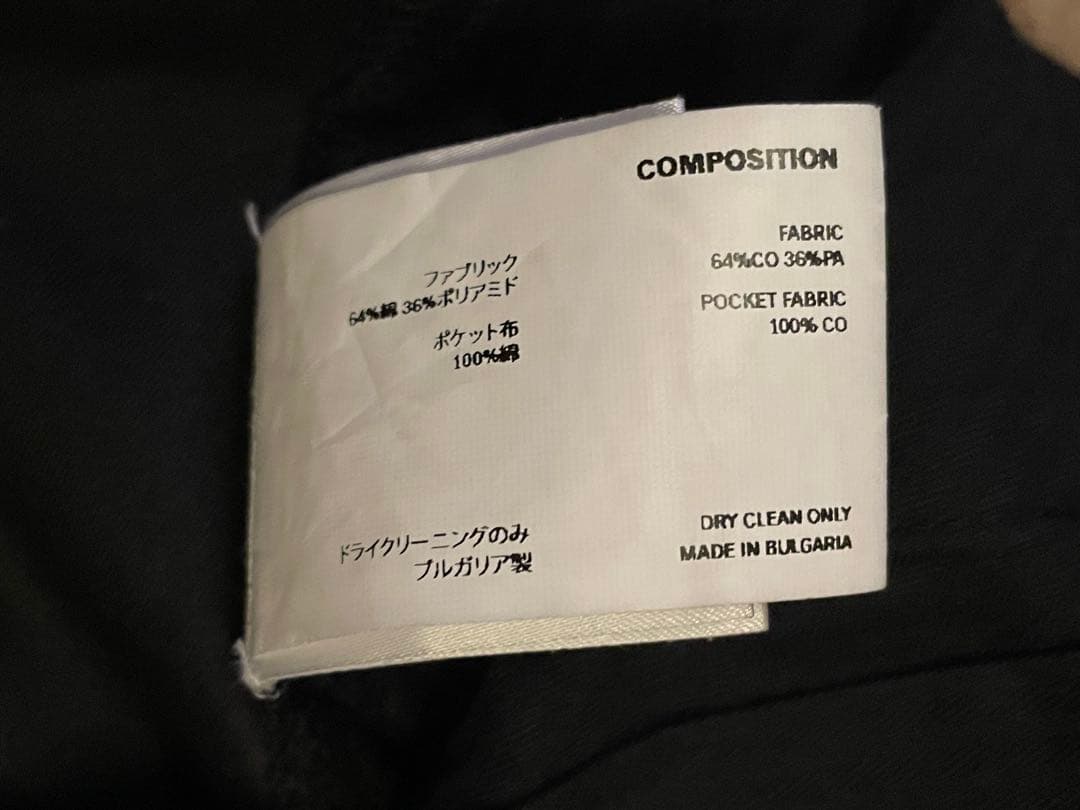 COMPOSITION
FABRIC
64%CO 36%PA
POCKET FABRIC
100% CO
DRY CLEAN ONLY
MADE IN BULGARIA
ファブリック
64%綿 36%ポリアミド
ポケット布
100%綿
ドライクリーニングのみ
ブルガリア製